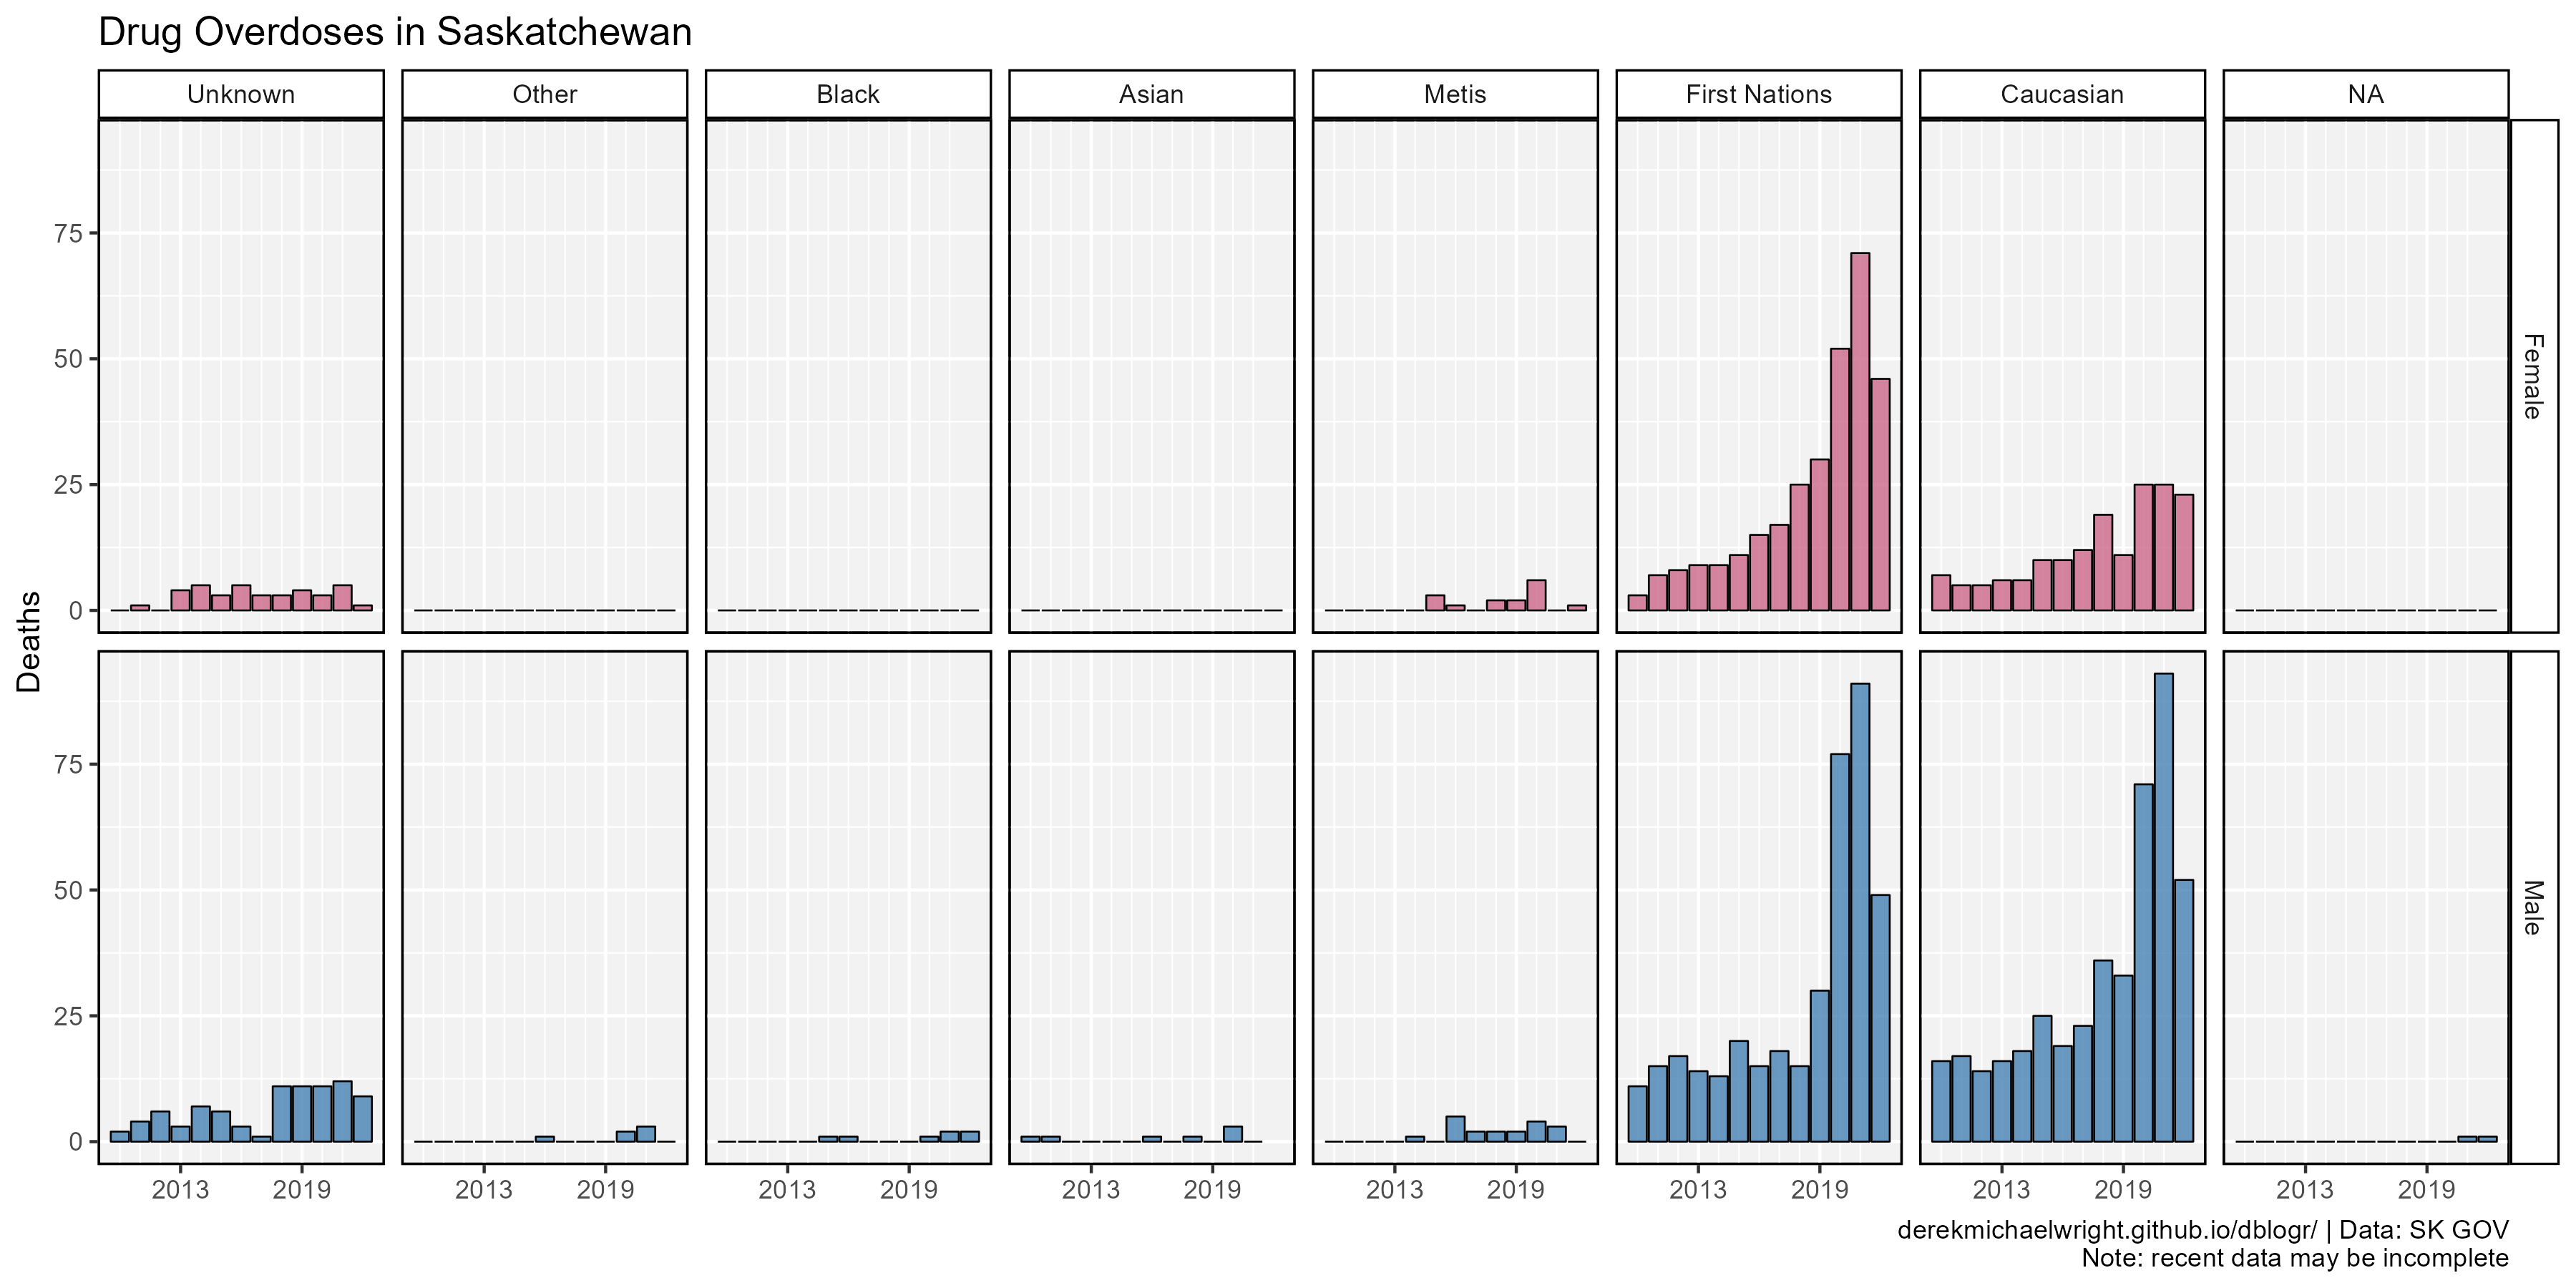 Drug Overdoses in Saskatchewan
Unknown Other Black Asian Metis First Nations Caucasian NA
Deaths
75
50
25
0
Female
75
50
25
0
Male
2013 2019 2013 2019 2013 2019 2013 2019 2013 2019 2013 2019 2013 2019 2013 2019
derekmichaelwright.github.io/dblogr/ | Data: SK GOV
Note: recent data may be incomplete